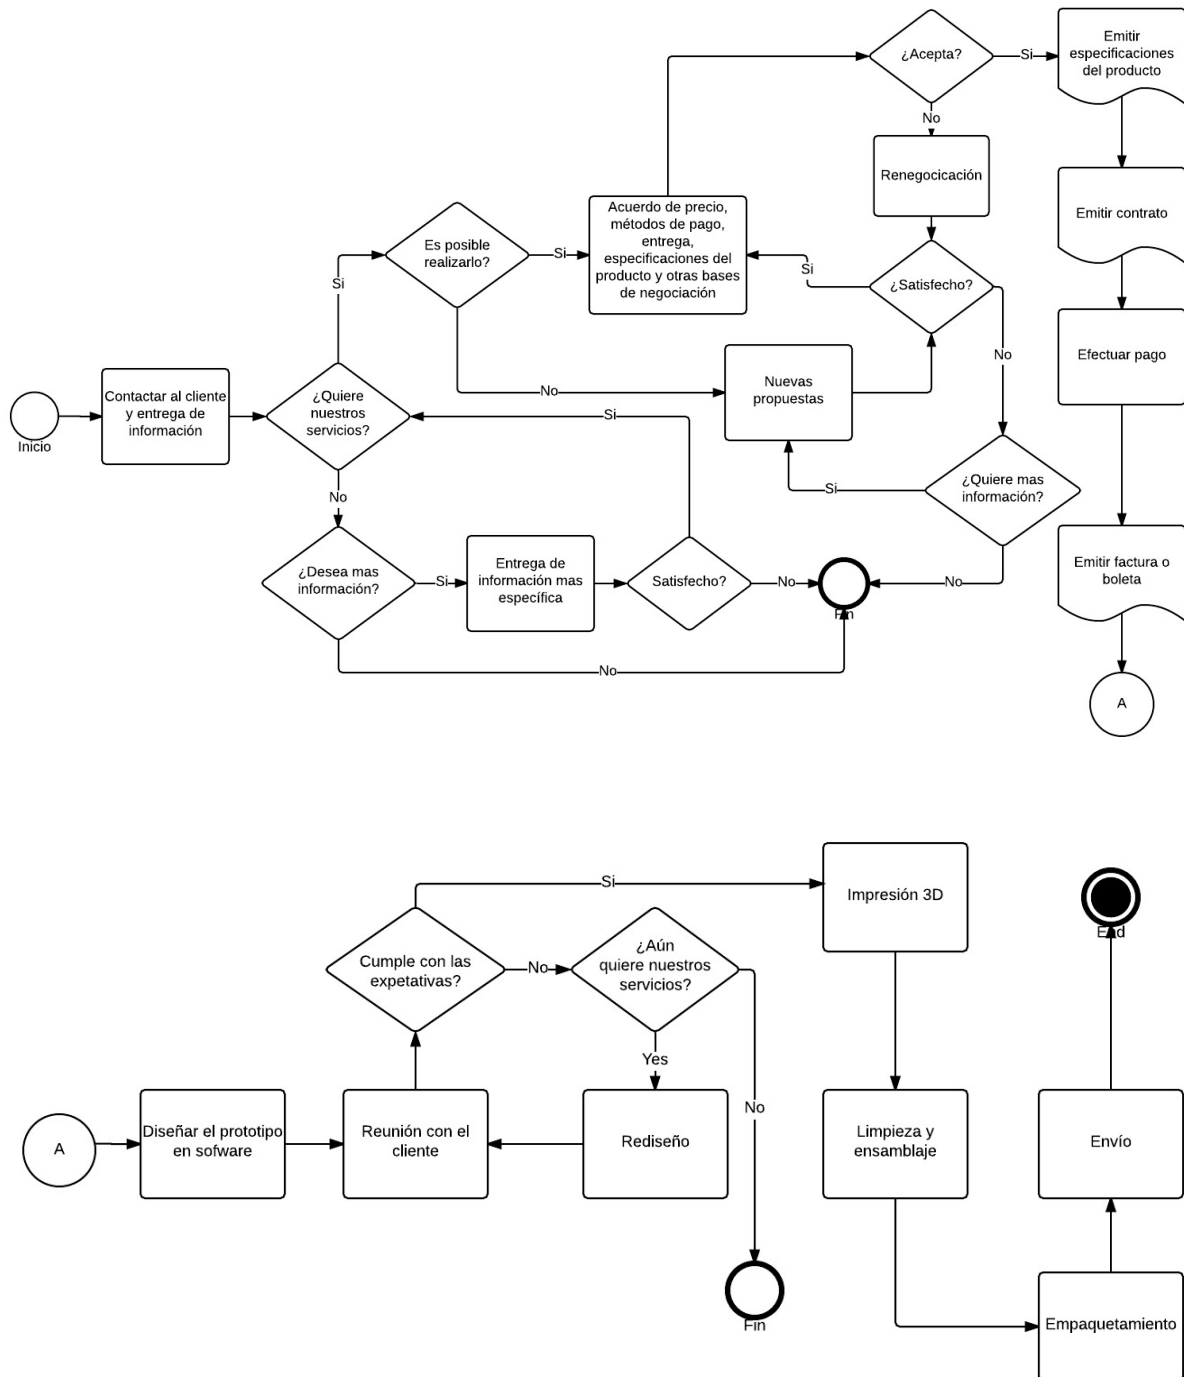 ¿Acepta?
Si
Emitir
especificaciones
del producto
No
Renegocicación
Emitir contrato
Acuerdo de precio,
métodos de pago,
entrega,
especificaciones del
producto y otras bases
de negociación
Es posible
realizarlo?
Si
Si
¿Satisfecho?
Si
No
Efectuar pago
Nuevas
propuestas
No
Contactar al cliente
y entrega de
información
¿Quiere
nuestros
servicios?
Si
Inicio
No
¿Quiere mas
información?
Si
¿Desea mas
información?
Si
Entrega de
información mas
específica
Satisfecho?
No
No
Emitir factura o
boleta
Fin
No
A
Si
Impresión 3D
Cumple con las
expetativas?
No
¿Aún
quiere nuestros
servicios?
End
Yes
No
A
Diseñar el prototipo
en sofware
Reunión con el
cliente
Rediseño
Limpieza y
ensamblaje
Envío
Fin
Empaquetamiento